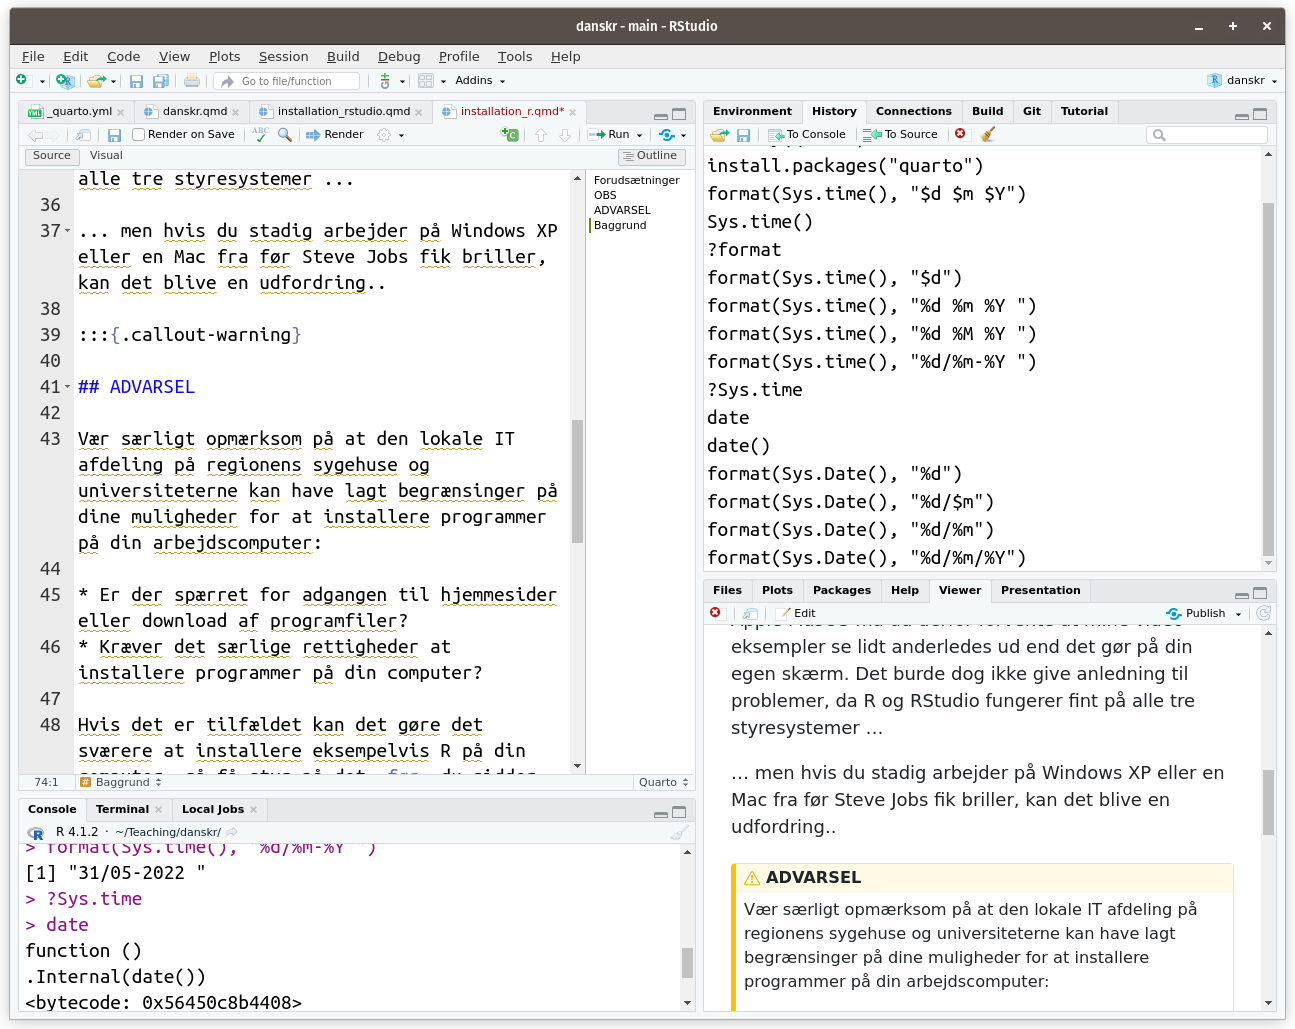 danskr - main - RStudio
File Edit Code View Plots Session Build Debug Profile Tools Help
Go to file/function Addins danskr
_quarto.yml danskr.qmd installation_rstudio.qmd installation_r.qmd*
Render on Save ABC Render Run
Source Visual Outline
alle tre styresystemer ...
36
37 ... men hvis du stadig arbejder på Windows XP
eller en Mac fra før Steve Jobs fik briller,
kan det blive en udfordring..
38
39 :::{.callout-warning}
40
41 ## ADVARSEL
42
43 Vær særligt opmærksom på at den lokale IT
afdeling på regionens sygehuse og
universiteterne kan have lagt begrænsinger på
dine muligheder for at installere programmer
på din arbejdscomputer:
44
45 * Er der spærret for adgangen til hjemmesider
eller download af programfiler?
46 * Kræver det særlige rettigheder at
installere programmer på din computer?
47
48 Hvis det er tilfældet kan det gøre det
sværere at installere eksempelvis R på din
Forudsætninger
OBS
ADVARSEL
Baggrund
74:1 Baggrund Quarto
Console Terminal Local Jobs
R 4.1.2 · ~/Teaching/danskr/
> format(Sys.time(), "%d/%m-%Y ")
[1] "31/05-2022 "
> ?Sys.time
> date
function ()
.Internal(date())
<bytecode: 0x56450c8b4408>
Environment History Connections Build Git Tutorial
To Console To Source
install.packages("quarto")
format(Sys.time(), "$d $m $Y")
Sys.time()
?format
format(Sys.time(), "$d")
format(Sys.time(), "%d %m %Y ")
format(Sys.time(), "%d %M %Y ")
format(Sys.time(), "%d/%m-%Y ")
?Sys.time
date
date()
format(Sys.Date(), "%d")
format(Sys.Date(), "%d/$m")
format(Sys.Date(), "%d/%m")
format(Sys.Date(), "%d/%m/%Y")
Files Plots Packages Help Viewer Presentation
Edit Publish
eksempler se lidt anderledes ud end det gør på din
egen skærm. Det burde dog ikke give anledning til
problemer, da R og RStudio fungerer fint på alle tre
styresystemer …
… men hvis du stadig arbejder på Windows XP eller en
Mac fra før Steve Jobs fik briller, kan det blive en
udfordring..
ADVARSEL
Vær særligt opmærksom på at den lokale IT afdeling på
regionens sygehuse og universiteterne kan have lagt
begrænsinger på dine muligheder for at installere
programmer på din arbejdscomputer: